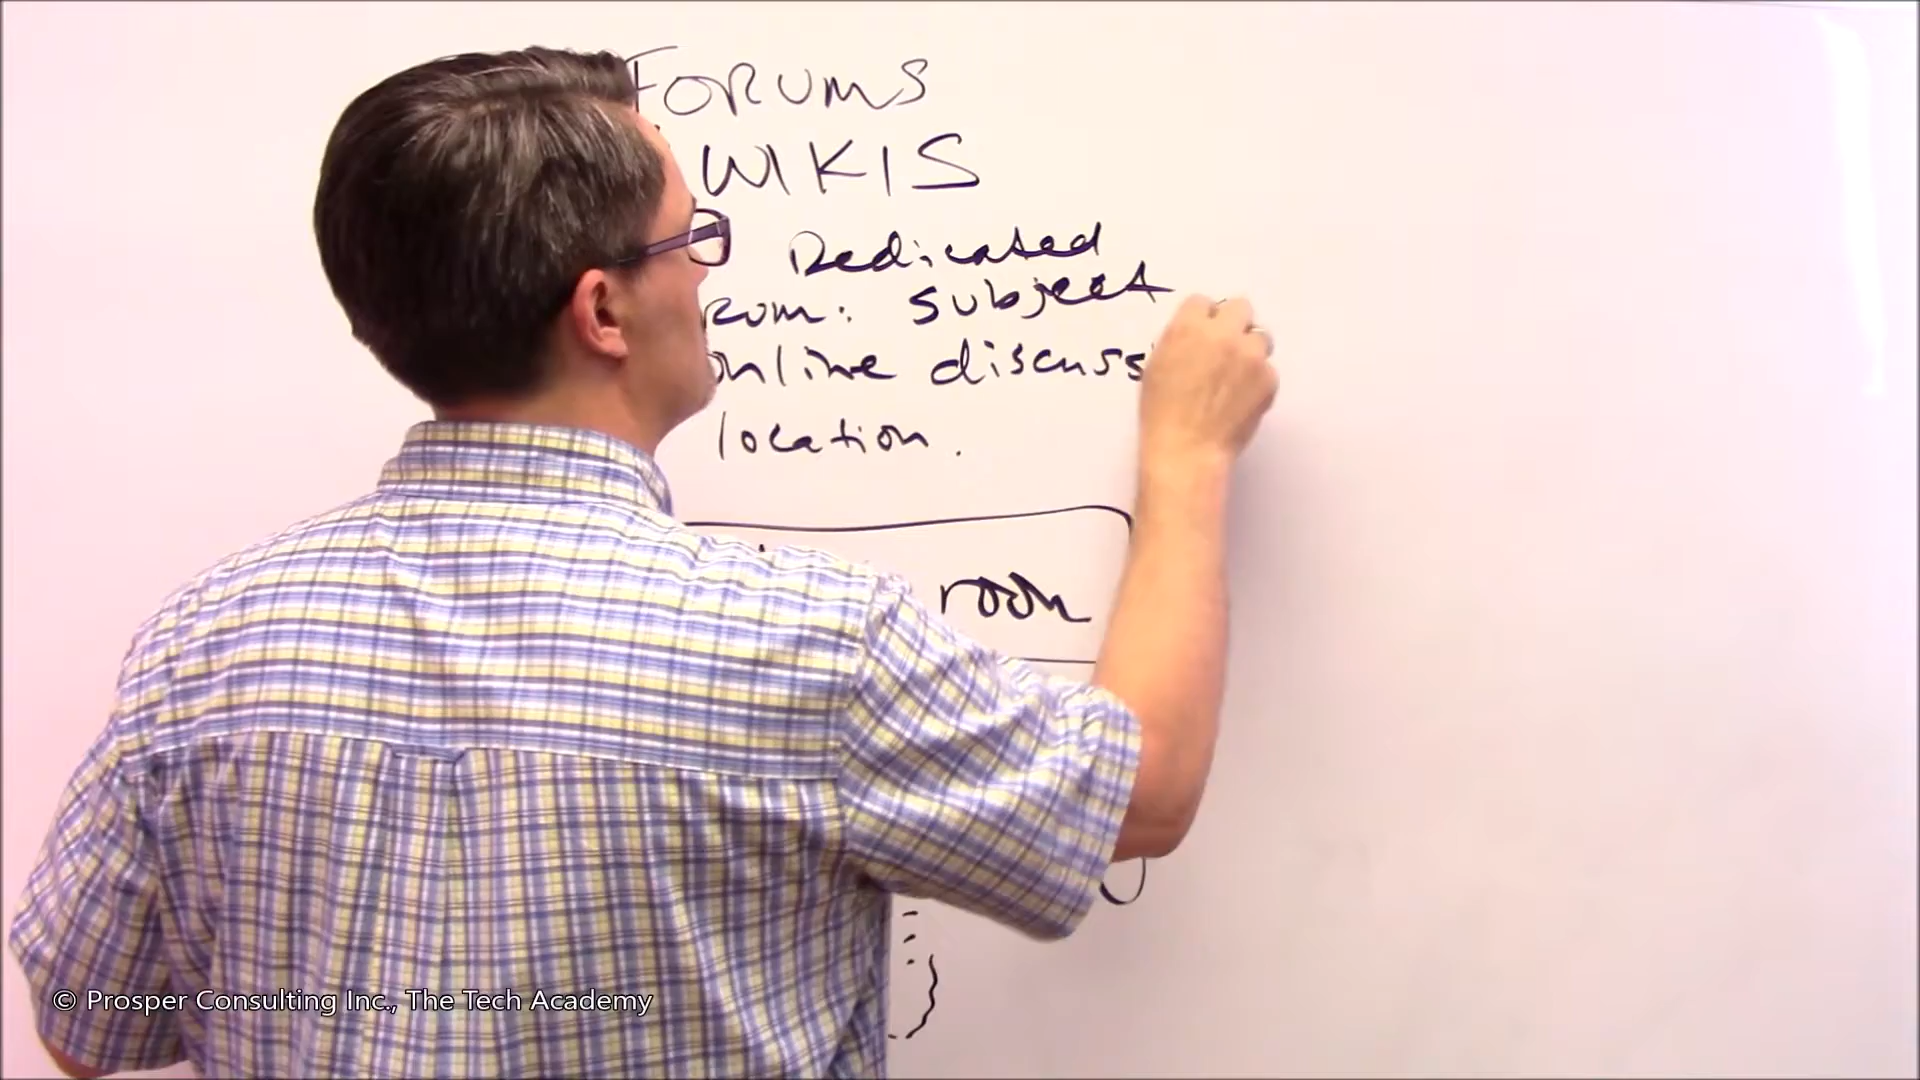 FORUMS
WIKIS
Dedicated
RUM: Subject
online discuss
location.
room
© Prosper Consulting Inc., The Tech Academy